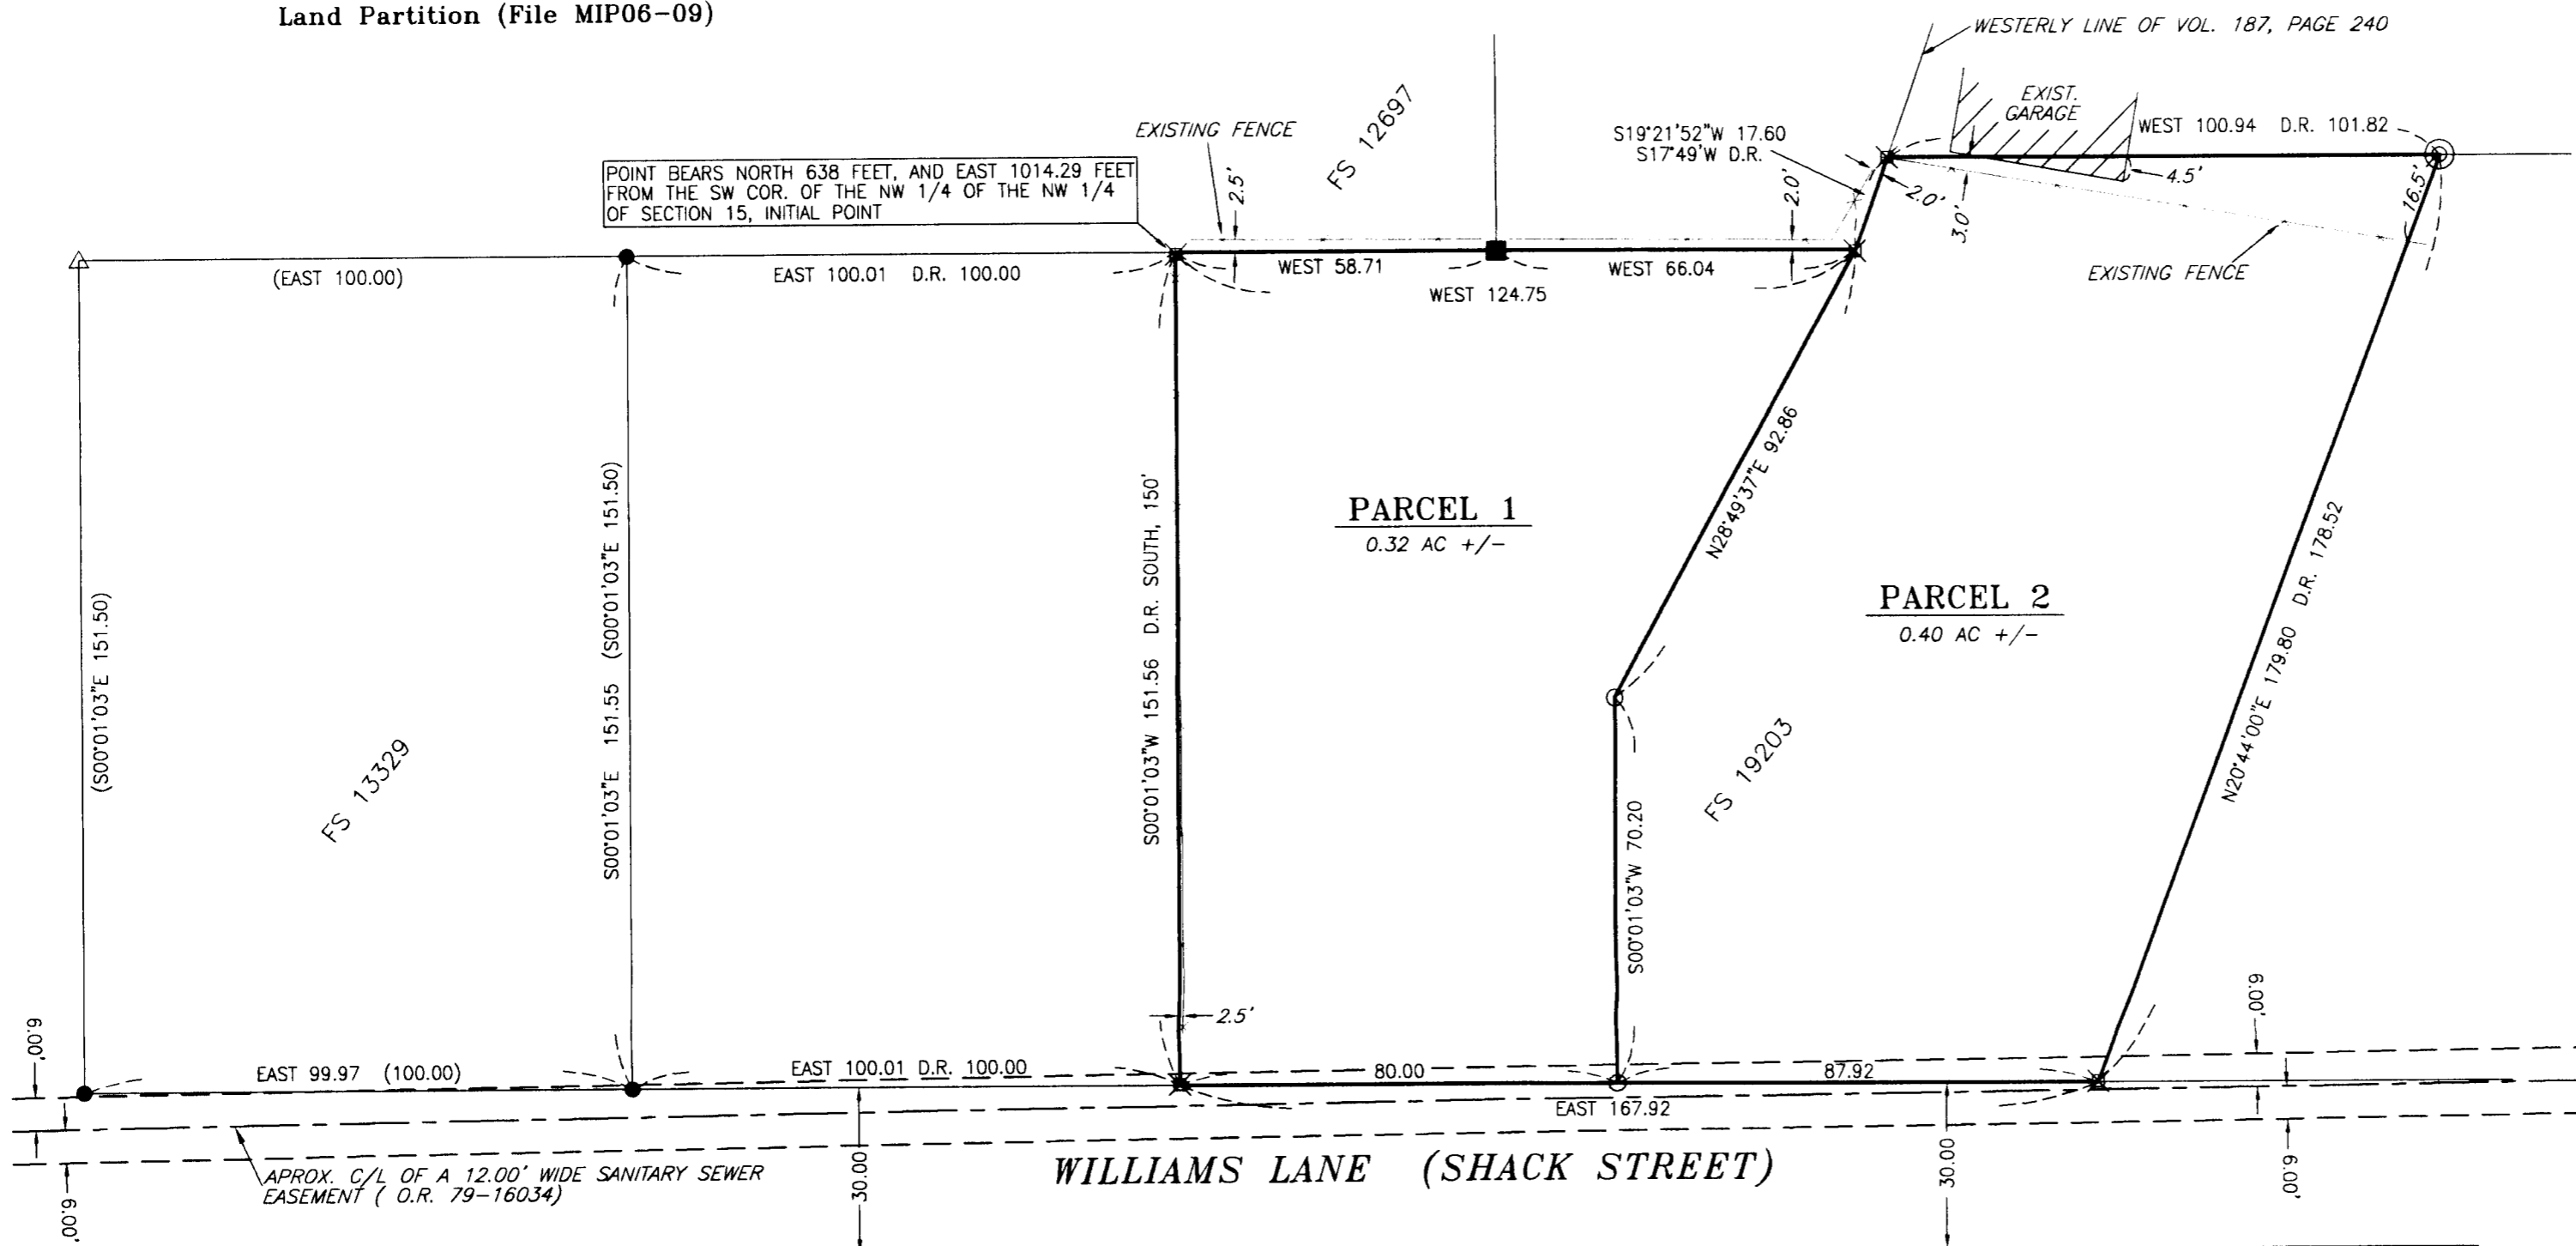 Land Partition (File MIP06-09)
WESTERLY LINE OF VOL. 187, PAGE 240
EXIST.
GARAGE
WEST 100.94 D.R. 101.82
EXISTING FENCE
FS 12697
S19°21'52"W 17.60
S17°49'W D.R.
POINT BEARS NORTH 638 FEET, AND EAST 1014.29 FEET
FROM THE SW COR. OF THE NW 1/4 OF THE NW 1/4
OF SECTION 15, INITIAL POINT
2.5'
2.0'
2.0'
3.0'
4.5'
16.5'
(EAST 100.00)
EAST 100.01 D.R. 100.00
WEST 58.71
WEST 66.04
WEST 124.75
EXISTING FENCE
(S00°01'03"E 151.50)
S00°01'03"E 151.55 (S00°01'03"E 151.50)
S00°01'03"W 151.56 D.R. SOUTH, 150'
N28°49'37"E 92.86
PARCEL 1
0.32 AC +/-
PARCEL 2
0.40 AC +/-
N20°44'00"E 179.80 D.R. 178.52
FS 13329
FS 19203
S00°01'03"W 70.20
2.5'
6.00'
6.00'
EAST 99.97 (100.00)
EAST 100.01 D.R. 100.00
80.00
87.92
EAST 167.92
WILLIAMS LANE (SHACK STREET)
APROX. C/L OF A 12.00' WIDE SANITARY SEWER
EASEMENT ( O.R. 79-16034)
6.00'
30.00
30.00
6.00'